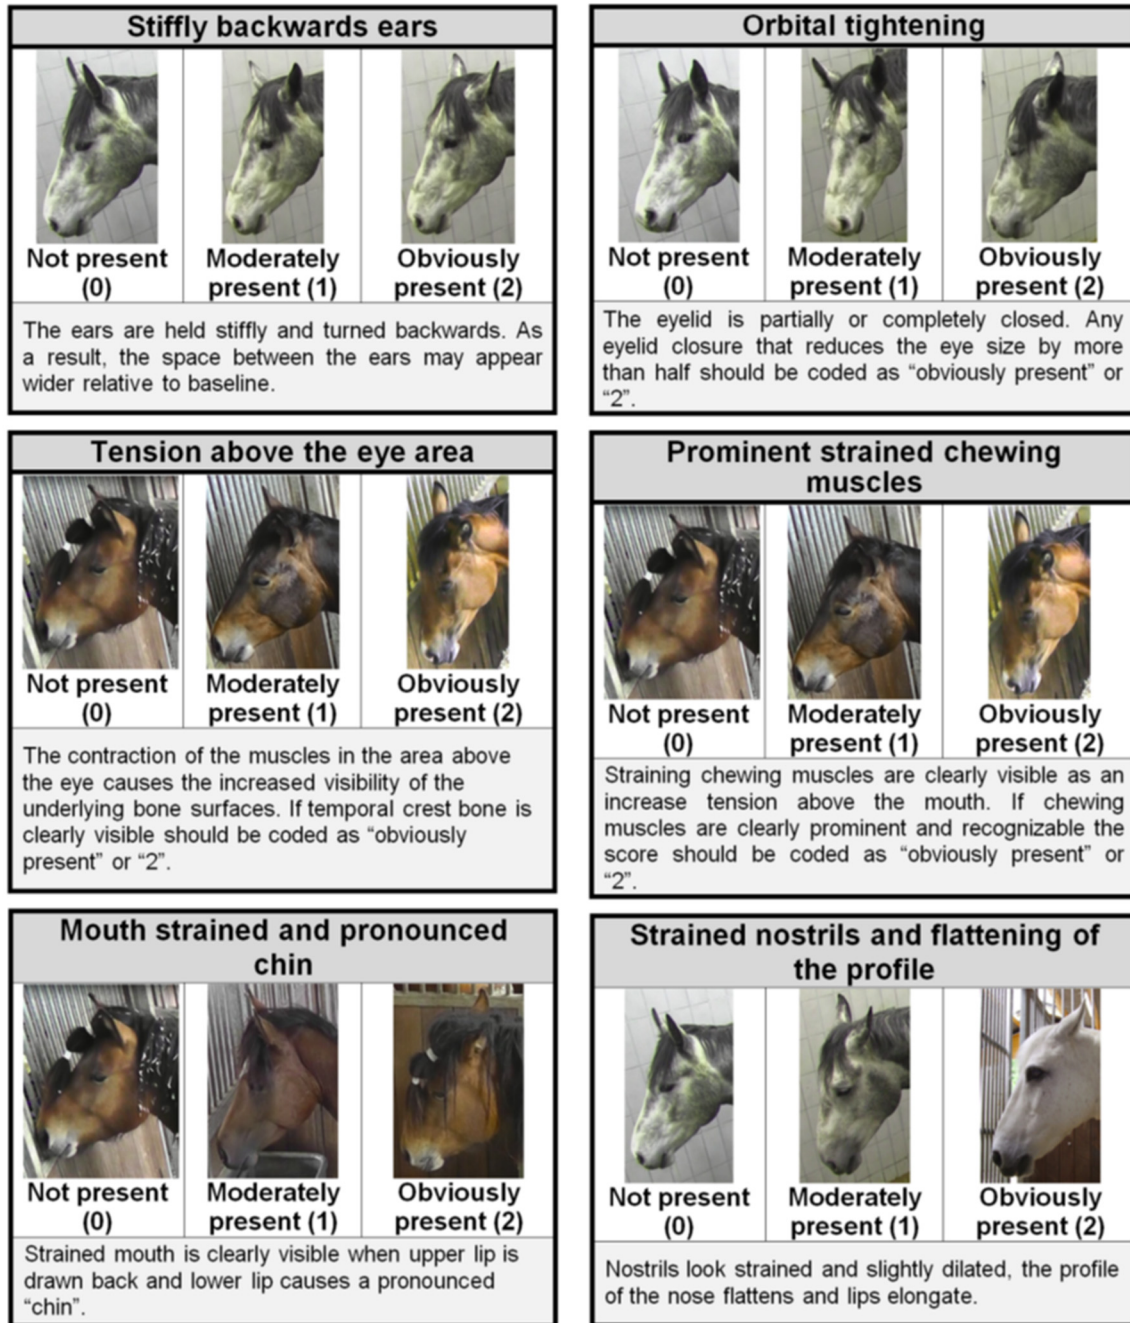 Stiffly backwards ears
Not present
(0)
Moderately
present (1)
Obviously
present (2)
The ears are held stiffly and turned backwards. As
a result, the space between the ears may appear
wider relative to baseline.
Orbital tightening
Not present
(0)
Moderately
present (1)
Obviously
present (2)
The eyelid is partially or completely closed. Any
eyelid closure that reduces the eye size by more
than half should be coded as “obviously present” or
“2”.
Tension above the eye area
Not present
(0)
Moderately
present (1)
Obviously
present (2)
The contraction of the muscles in the area above
the eye causes the increased visibility of the
underlying bone surfaces. If temporal crest bone is
clearly visible should be coded as “obviously
present” or “2”.
Prominent strained chewing
muscles
Not present
(0)
Moderately
present (1)
Obviously
present (2)
Straining chewing muscles are clearly visible as an
increase tension above the mouth. If chewing
muscles are clearly prominent and recognizable the
score should be coded as “obviously present” or
“2”.
Mouth strained and pronounced
chin
Not present
(0)
Moderately
present (1)
Obviously
present (2)
Strained mouth is clearly visible when upper lip is
drawn back and lower lip causes a pronounced
“chin”.
Strained nostrils and flattening of
the profile
Not present
(0)
Moderately
present (1)
Obviously
present (2)
Nostrils look strained and slightly dilated, the profile
of the nose flattens and lips elongate.